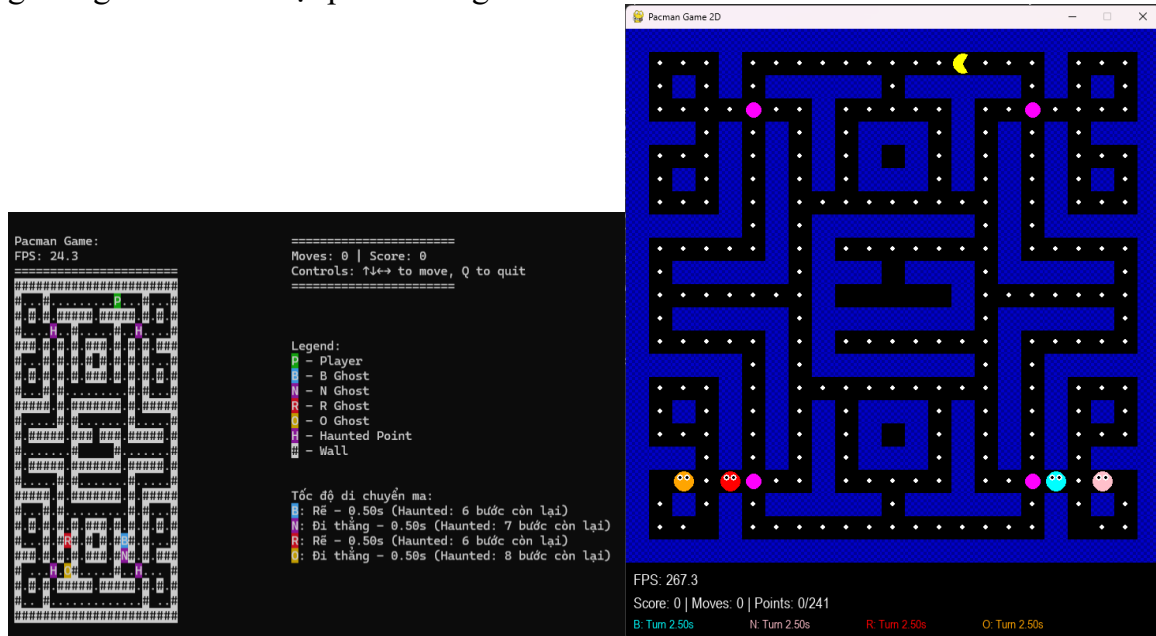 Pacman Game:
FPS: 24.3
=======================
Moves: 0 | Score: 0
Controls: ↑↓←→ to move, Q to quit
=======================
Legend:
P – Player
B – B Ghost
N – N Ghost
R – R Ghost
O – O Ghost
H – Haunted Point
# – Wall
Tốc độ di chuyển ma:
B: Rẽ – 0.50s (Haunted: 6 bước còn lại)
N: Đi thẳng – 0.50s (Haunted: 7 bước còn lại)
R: Rẽ – 0.50s (Haunted: 6 bước còn lại)
O: Đi thẳng – 0.50s (Haunted: 8 bước còn lại)
Pacman Game 2D
FPS: 267.3
Score: 0 | Moves: 0 | Points: 0/241
B: Turn 2.50s N: Turn 2.50s R: Turn 2.50s O: Turn 2.50s